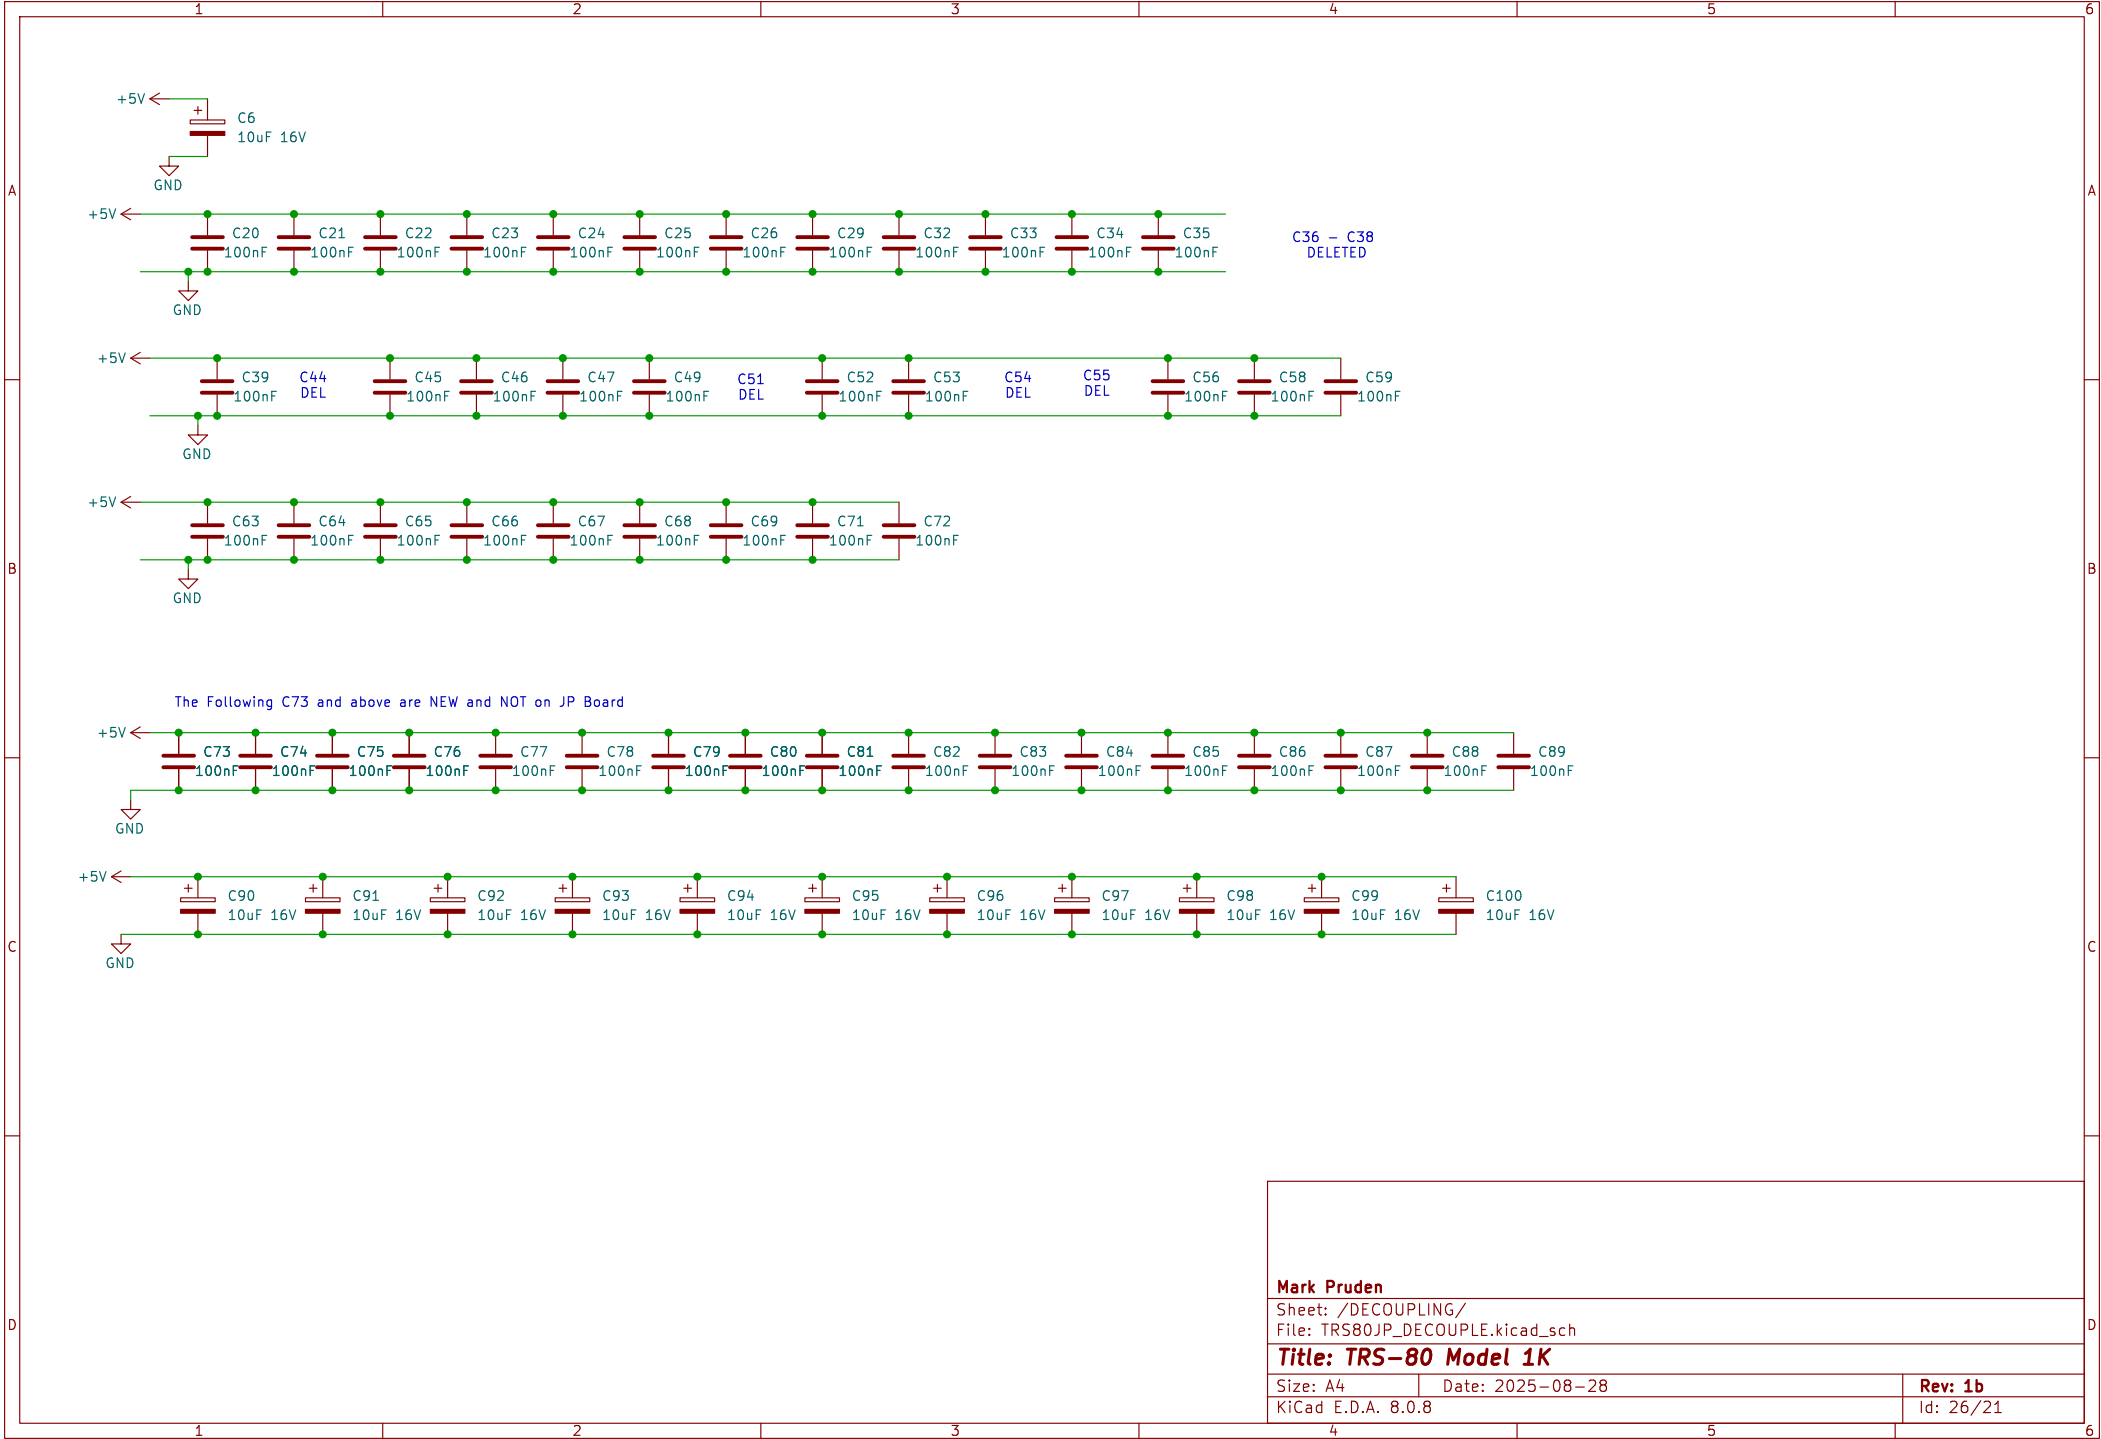 1 2 3 4 5 6
+5V
C6
10uF 16V
GND
A A
+5V
C20 C21 C22 C23 C24 C25 C26 C29 C32 C33 C34 C35
100nF 100nF 100nF 100nF 100nF 100nF 100nF 100nF 100nF 100nF 100nF 100nF
C36 - C38
DELETED
GND
+5V
C39 C44 C45 C46 C47 C49 C51 C52 C53 C54 C55 C56 C58 C59
100nF DEL 100nF 100nF 100nF 100nF DEL 100nF 100nF DEL DEL 100nF 100nF 100nF
GND
+5V
C63 C64 C65 C66 C67 C68 C69 C71 C72
100nF 100nF 100nF 100nF 100nF 100nF 100nF 100nF 100nF
B B
GND
The Following C73 and above are NEW and NOT on JP Board
+5V
C73 C74 C75 C76 C77 C78 C79 C80 C81 C82 C83 C84 C85 C86 C87 C88 C89
100nF 100nF 100nF 100nF 100nF 100nF 100nF 100nF 100nF 100nF 100nF 100nF 100nF 100nF 100nF 100nF 100nF
GND
+5V
+ + + + + + + + + + +
C90 C91 C92 C93 C94 C95 C96 C97 C98 C99 C100
10uF 16V 10uF 16V 10uF 16V 10uF 16V 10uF 16V 10uF 16V 10uF 16V 10uF 16V 10uF 16V 10uF 16V 10uF 16V
C C
GND
Mark Pruden
Sheet: /DECOUPLING/
File: TRS80JP_DECOUPLE.kicad_sch
D D
Title: TRS-80 Model 1K
Size: A4 Date: 2025-08-28 Rev: 1b
KiCad E.D.A. 8.0.8 Id: 26/21
1 2 3 4 5 6